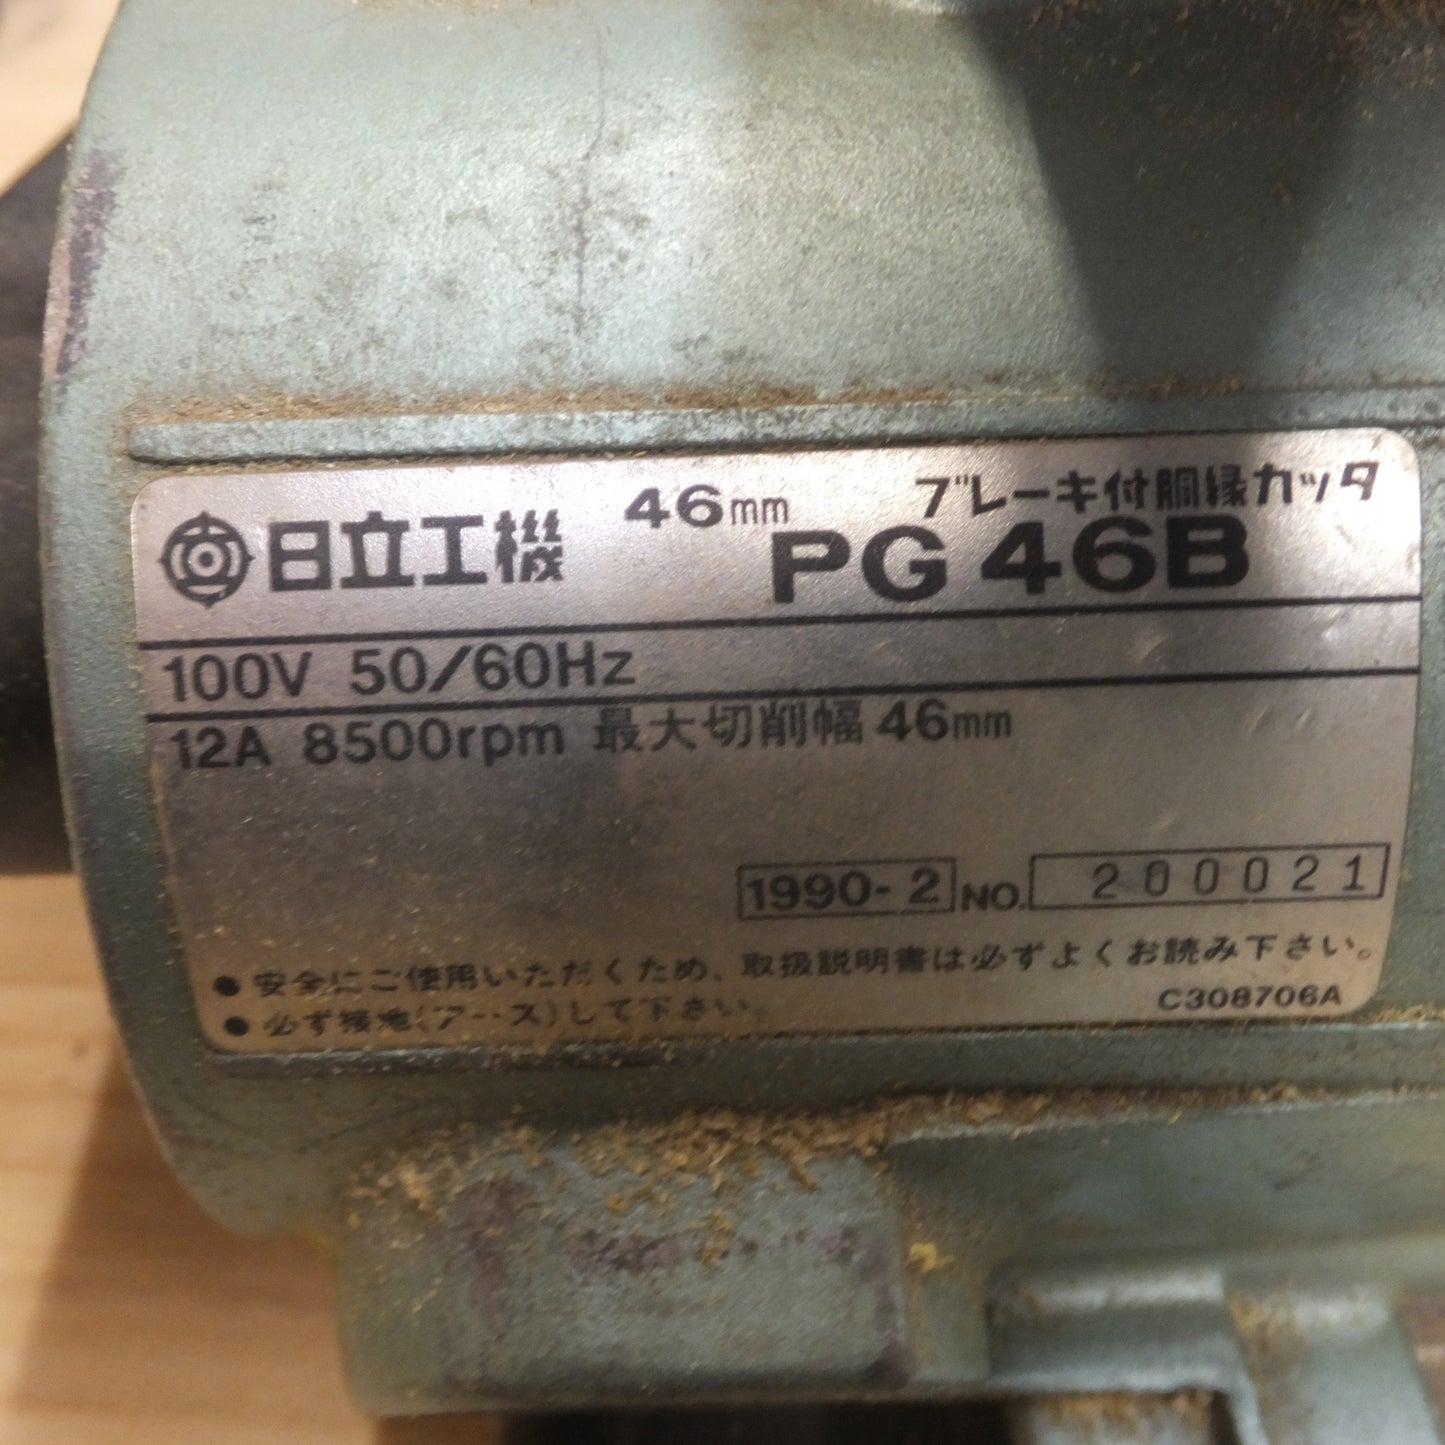 日立工機 46mm ブレーキ付胴縁カッタ
PG46B
100V 50/60Hz
12A 8500rpm 最大切削幅 46mm
1990-2 NO. 200021
●安全にご使用いただくため、取扱説明書は必ずよくお読み下さい。
●必ず接地(アース)して下さい。
C308706A